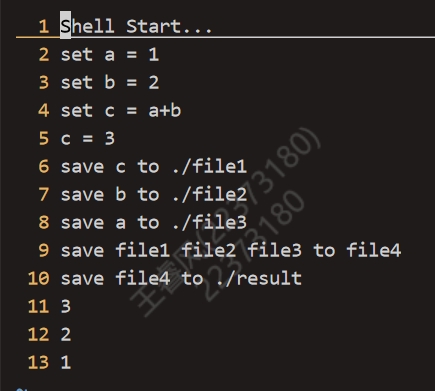 1 Shell Start...
2 set a = 1
3 set b = 2
4 set c = a+b
5 c = 3
6 save c to ./file1
7 save b to ./file2
8 save a to ./file3
9 save file1 file2 file3 to file4
10 save file4 to ./result
11 3
12 2
13 1
22373180